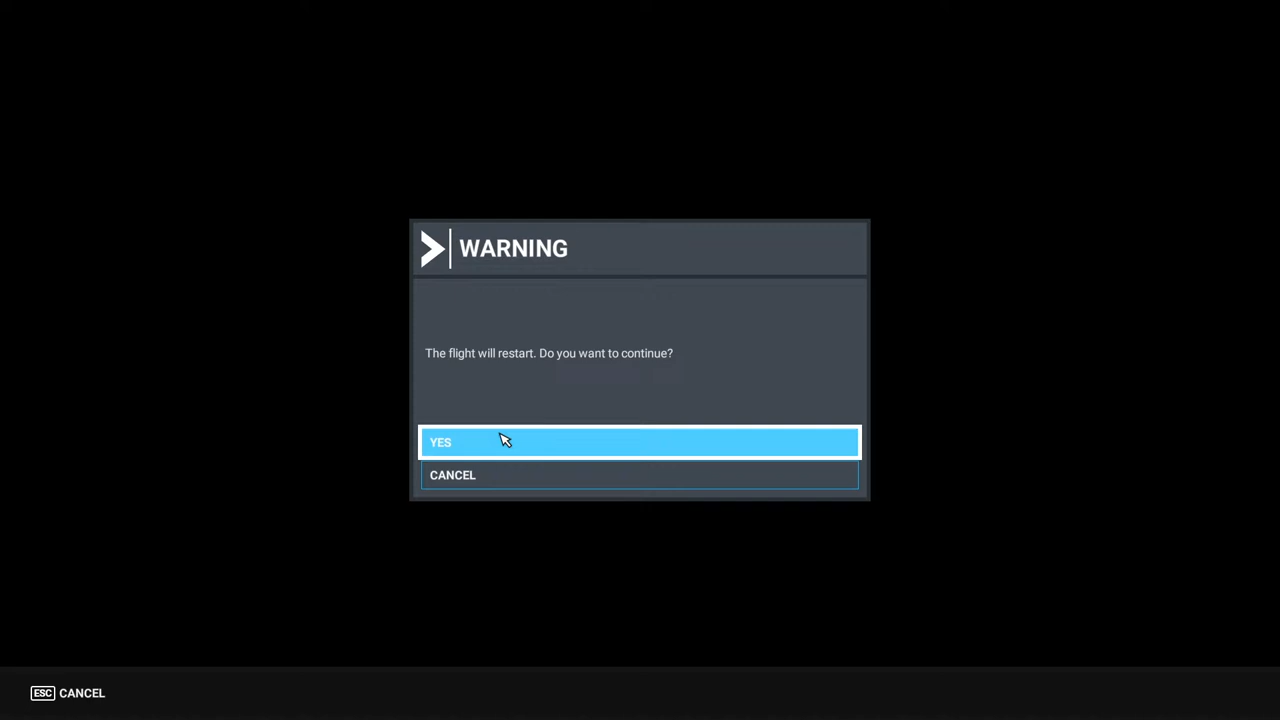 WARNING
The flight will restart. Do you want to continue?
YES
CANCEL
ESC CANCEL